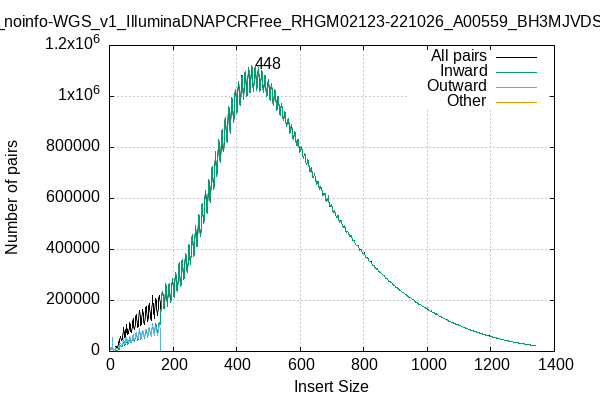 _noinfo-WGS_v1_IlluminaDNAPCRFree_RHGM02123-221026_A00559_BH3MJVDS
1.2x10^6
1x10^6
800000
600000
400000
200000
0
Number of pairs
448
All pairs
Inward
Outward
Other
0 200 400 600 800 1000 1200 1400
Insert Size